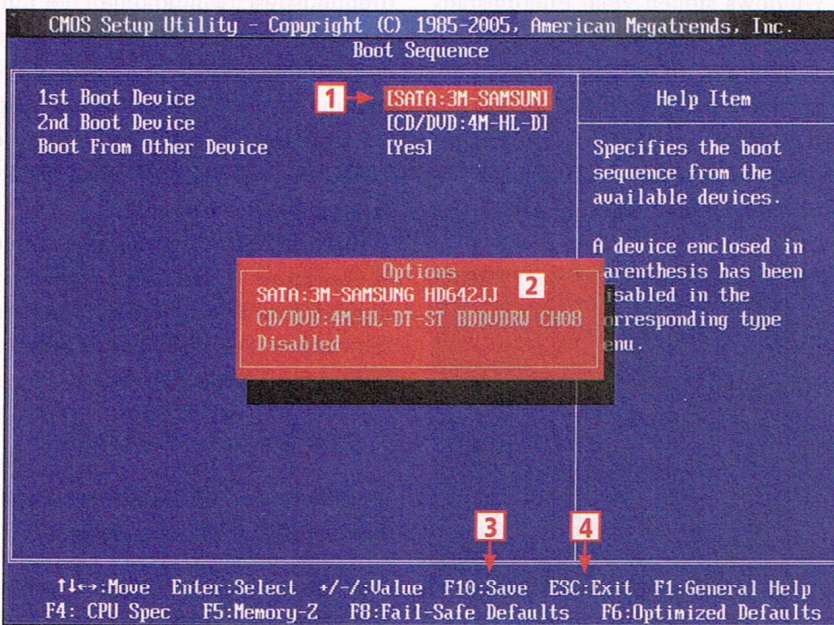 CMOS Setup Utility - Copyright (C) 1985-2005, American Megatrends, Inc.
Boot Sequence
1st Boot Device 1 [SATA:3M-SAMSUN]
2nd Boot Device [CD/DVD:4M-HL-D]
Boot From Other Device [Yes]
Help Item
Specifies the boot
sequence from the
available devices.
A device enclosed in
arenthesis has been
isabled in the
orresponding type
enu.
Options
SATA:3M-SAMSUNG HD642JJ 2
CD/DVD:4M-HL-DT-ST BDDVDRW CH08
Disabled
3 4
↑↓↔:Move Enter:Select +/-/:Value F10:Save ESC:Exit F1:General Help
F4: CPU Spec F5:Memory-Z F8:Fail-Safe Defaults F6:Optimized Defaults